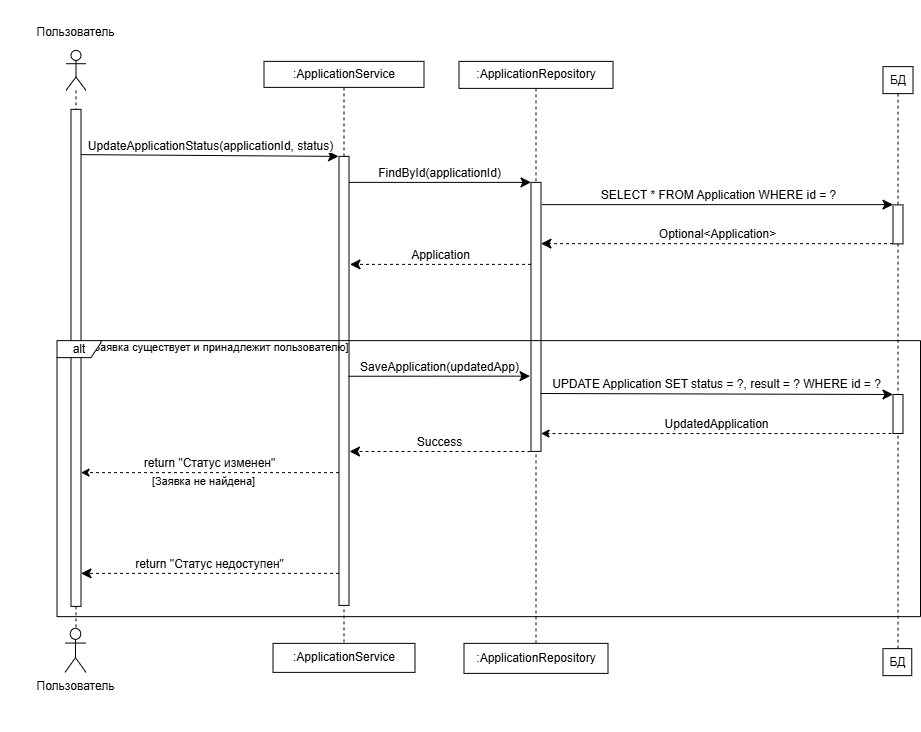 Пользователь
:ApplicationService
:ApplicationRepository
БД
UpdateApplicationStatus(applicationId, status)
FindById(applicationId)
SELECT * FROM Application WHERE id = ?
Optional<Application>
Application
alt
Заявка существует и принадлежит пользователю]
SaveApplication(updatedApp)
UPDATE Application SET status = ?, result = ? WHERE id = ?
UpdatedApplication
Success
return "Статус изменен"
[Заявка не найдена]
return "Статус недоступен"
:ApplicationService
:ApplicationRepository
БД
Пользователь